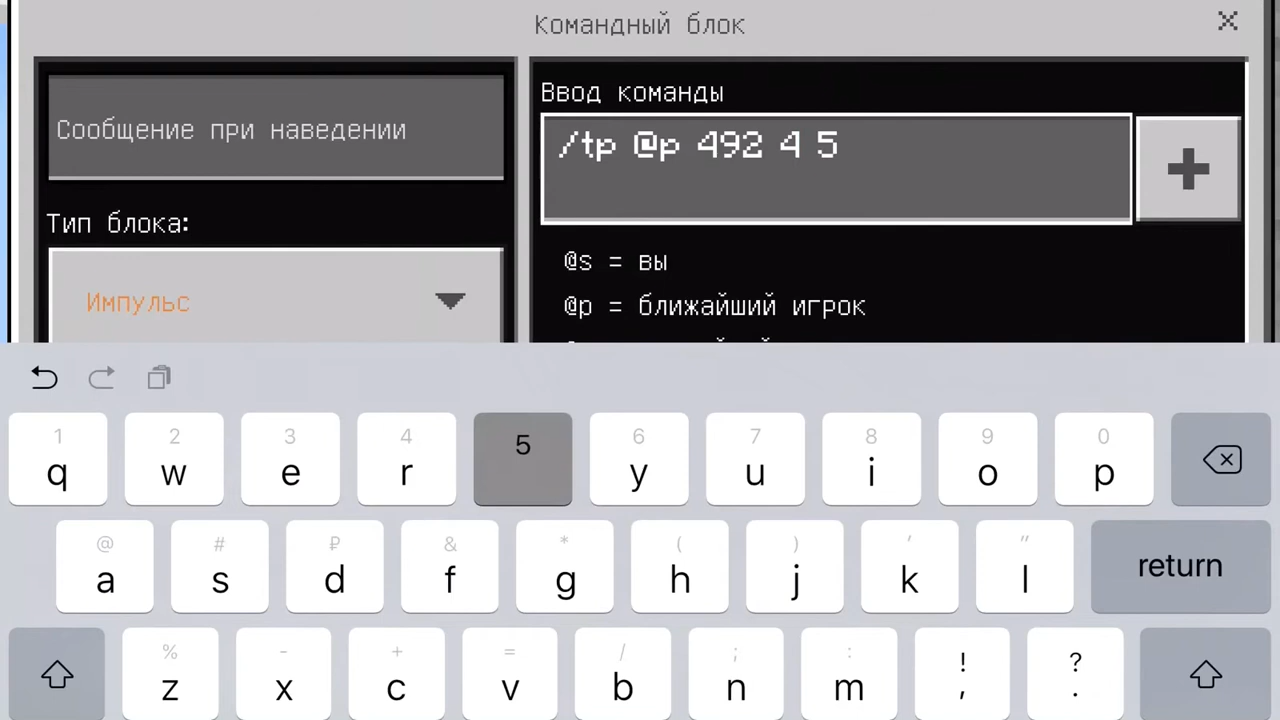 Командный блок
Сообщение при наведении
Тип блока:
Импульс
Ввод команды
/tp @p 492 4 5
@s = вы
@p = ближайший игрок
1 2 3 4 5 6 7 8 9 0
q w e r y u i o p
@ # ₽ & * ( ) ' "
a s d f g h j k l return
% - + = / ; : ! ?
z x c v b n m , .